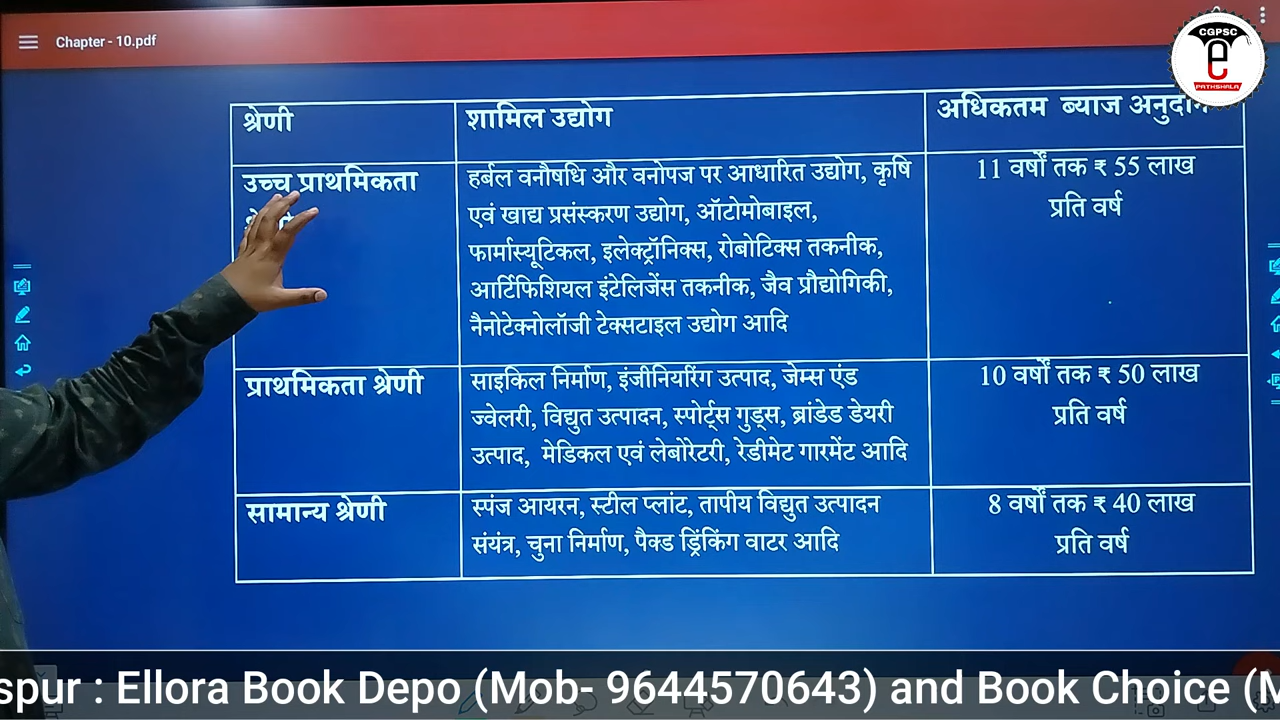 Chapter - 10.pdf
CGPSC
e
PATHSHALA
श्रेणी
शामिल उद्योग
अधिकतम ब्याज
उच्च प्राथमिकता
हर्बल वनौषधि और वनोपज पर आधारित उद्योग, कृषि
एवं खाद्य प्रसंस्करण उद्योग, ऑटोमोबाइल,
फार्मास्यूटिकल, इलेक्ट्रॉनिक्स, रोबोटिक्स तकनीक,
आर्टिफिशियल इंटेलिजेंस तकनीक, जैव प्रौद्योगिकी,
नैनोटेक्नोलॉजी टेक्सटाइल उद्योग आदि
11 वर्षों तक ₹ 55 लाख
प्रति वर्ष
प्राथमिकता श्रेणी
साइकिल निर्माण, इंजीनियरिंग उत्पाद, जेम्स एंड
ज्वेलरी, विद्युत उत्पादन, स्पोर्ट्स गुड्स, ब्रांडेड डेयरी
उत्पाद, मेडिकल एवं लेबोरेटरी, रेडीमेट गारमेंट आदि
10 वर्षों तक ₹ 50 लाख
प्रति वर्ष
सामान्य श्रेणी
स्पंज आयरन, स्टील प्लांट, तापीय विद्युत उत्पादन
संयंत्र, चुना निर्माण, पैक्ड ड्रिंकिंग वाटर आदि
8 वर्षों तक ₹ 40 लाख
प्रति वर्ष
spur : Ellora Book Depo (Mob- 9644570643) and Book Choice (M